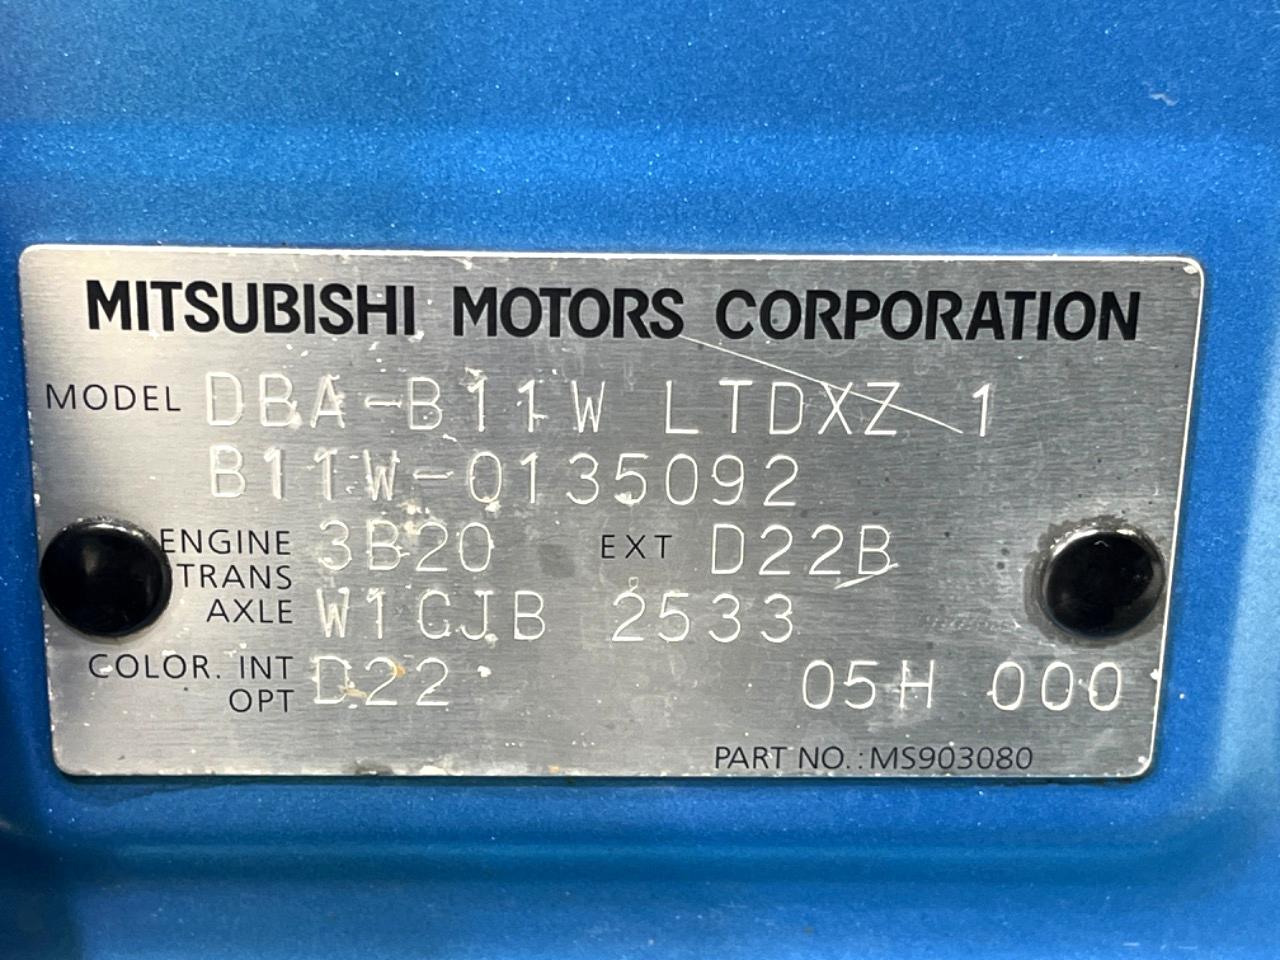 MITSUBISHI MOTORS CORPORATION
MODEL DBA-B11W LTDXZ 1
B11W-0135092
ENGINE 3B20 EXT D22B
TRANS
AXLE W1CJB 2533
COLOR. INT
OPT D22 05H 000
PART NO.:MS903080